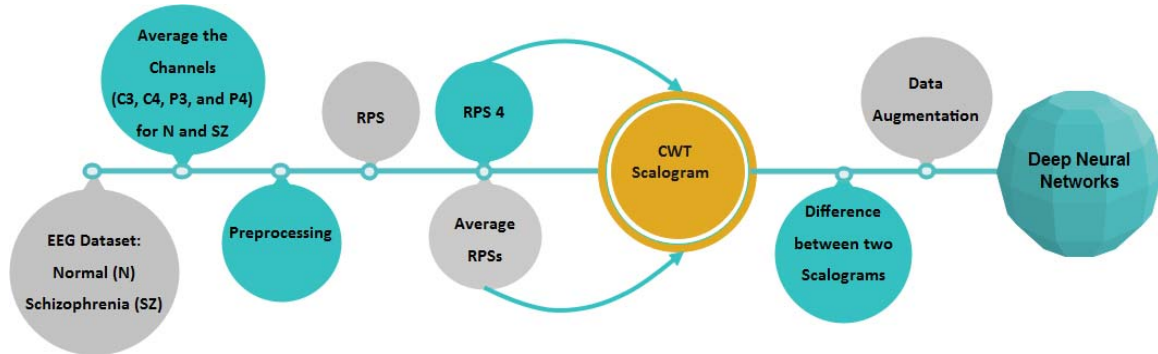 EEG Dataset:
Normal (N)
Schizophrenia (SZ)
Average the
Channels
(C3, C4, P3, and P4)
for N and SZ
Preprocessing
RPS
RPS 4
Average
RPSs
CWT
Scalogram
Difference
between two
Scalograms
Data
Augmentation
Deep Neural
Networks